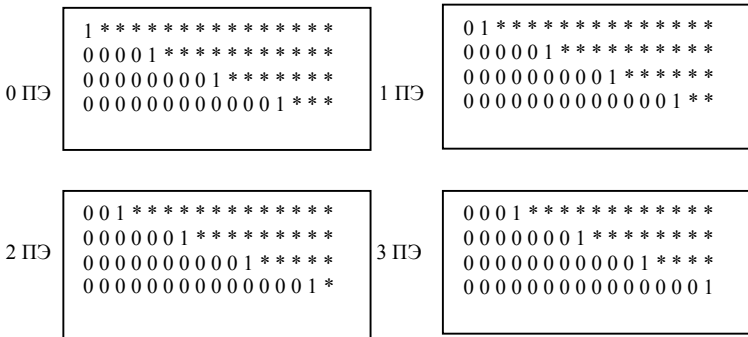 0 ПЭ
1 * * * * * * * * * * * * * * *
0 0 0 0 1 * * * * * * * * * * *
0 0 0 0 0 0 0 0 1 * * * * * * *
0 0 0 0 0 0 0 0 0 0 0 0 1 * * *
1 ПЭ
0 1 * * * * * * * * * * * * * *
0 0 0 0 0 1 * * * * * * * * * *
0 0 0 0 0 0 0 0 0 1 * * * * * *
0 0 0 0 0 0 0 0 0 0 0 0 0 1 * *
2 ПЭ
0 0 1 * * * * * * * * * * * * *
0 0 0 0 0 0 1 * * * * * * * * *
0 0 0 0 0 0 0 0 0 0 1 * * * * *
0 0 0 0 0 0 0 0 0 0 0 0 0 0 1 *
3 ПЭ
0 0 0 1 * * * * * * * * * * * *
0 0 0 0 0 0 0 1 * * * * * * * *
0 0 0 0 0 0 0 0 0 0 0 1 * * * *
0 0 0 0 0 0 0 0 0 0 0 0 0 0 0 1